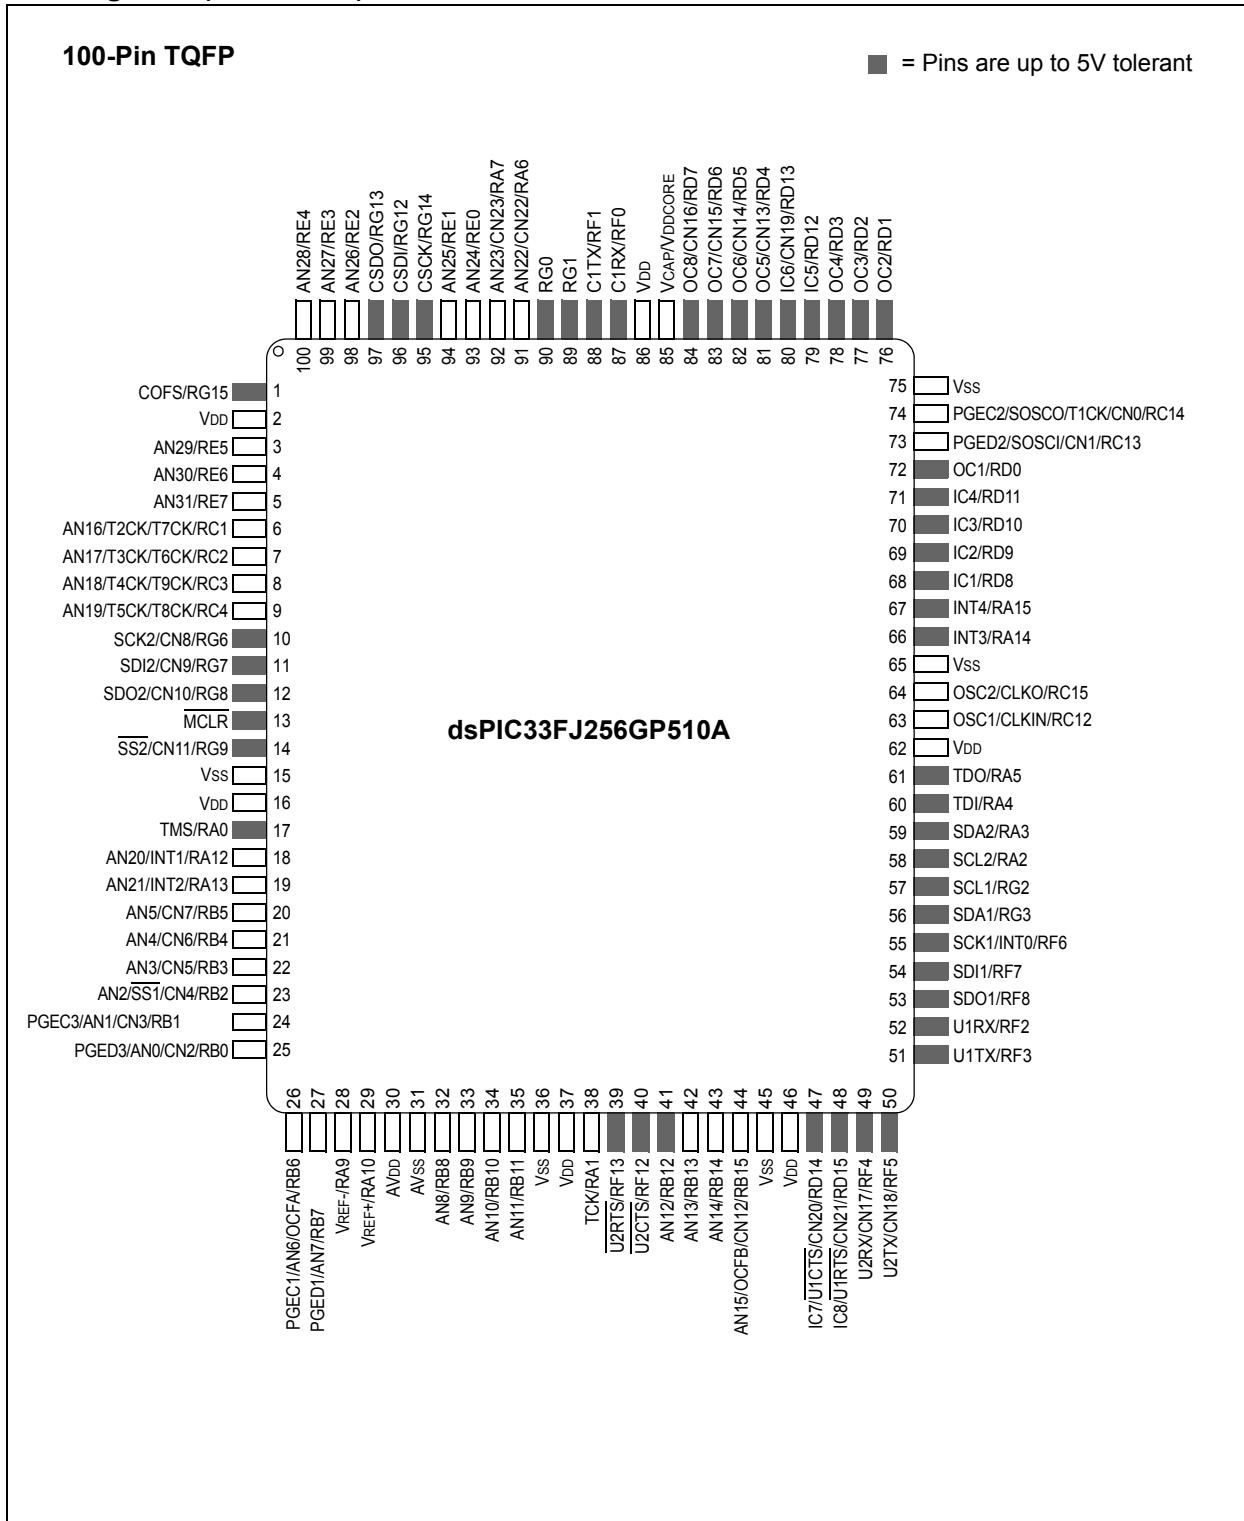 100-Pin TQFP
= Pins are up to 5V tolerant
AN28/RE4
AN27/RE3
AN26/RE2
CSDO/RG13
CSDI/RG12
CSCK/RG14
AN25/RE1
AN24/RE0
AN23/CN23/RA7
AN22/CN22/RA6
RG0
RG1
C1TX/RF1
C1RX/RF0
VDD
VCAP/VDDCORE
OC8/CN16/RD7
OC7/CN15/RD6
OC6/CN14/RD5
OC5/CN13/RD4
IC6/CN19/RD13
IC5/RD12
OC4/RD3
OC3/RD2
OC2/RD1
100
99
98
97
96
95
94
93
92
91
90
89
88
87
86
85
84
83
82
81
80
79
78
77
76
COFS/RG15 1
VDD 2
AN29/RE5 3
AN30/RE6 4
AN31/RE7 5
AN16/T2CK/T7CK/RC1 6
AN17/T3CK/T6CK/RC2 7
AN18/T4CK/T9CK/RC3 8
AN19/T5CK/T8CK/RC4 9
SCK2/CN8/RG6 10
SDI2/CN9/RG7 11
SDO2/CN10/RG8 12
MCLR 13
SS2/CN11/RG9 14
VSS 15
VDD 16
TMS/RA0 17
AN20/INT1/RA12 18
AN21/INT2/RA13 19
AN5/CN7/RB5 20
AN4/CN6/RB4 21
AN3/CN5/RB3 22
AN2/SS1/CN4/RB2 23
PGEC3/AN1/CN3/RB1 24
PGED3/AN0/CN2/RB0 25
dsPIC33FJ256GP510A
75 VSS
74 PGEC2/SOSCO/T1CK/CN0/RC14
73 PGED2/SOSCI/CN1/RC13
72 OC1/RD0
71 IC4/RD11
70 IC3/RD10
69 IC2/RD9
68 IC1/RD8
67 INT4/RA15
66 INT3/RA14
65 VSS
64 OSC2/CLKO/RC15
63 OSC1/CLKIN/RC12
62 VDD
61 TDO/RA5
60 TDI/RA4
59 SDA2/RA3
58 SCL2/RA2
57 SCL1/RG2
56 SDA1/RG3
55 SCK1/INT0/RF6
54 SDI1/RF7
53 SDO1/RF8
52 U1RX/RF2
51 U1TX/RF3
26
27
28
29
30
31
32
33
34
35
36
37
38
39
40
41
42
43
44
45
46
47
48
49
50
PGEC1/AN6/OCFA/RB6
PGED1/AN7/RB7
VREF-/RA9
VREF+/RA10
AVDD
AVSS
AN8/RB8
AN9/RB9
AN10/RB10
AN11/RB11
VSS
VDD
TCK/RA1
U2RTS/RF13
U2CTS/RF12
AN12/RB12
AN13/RB13
AN14/RB14
AN15/OCFB/CN12/RB15
VSS
VDD
IC7/U1CTS/CN20/RD14
IC8/U1RTS/CN21/RD15
U2RX/CN17/RF4
U2TX/CN18/RF5